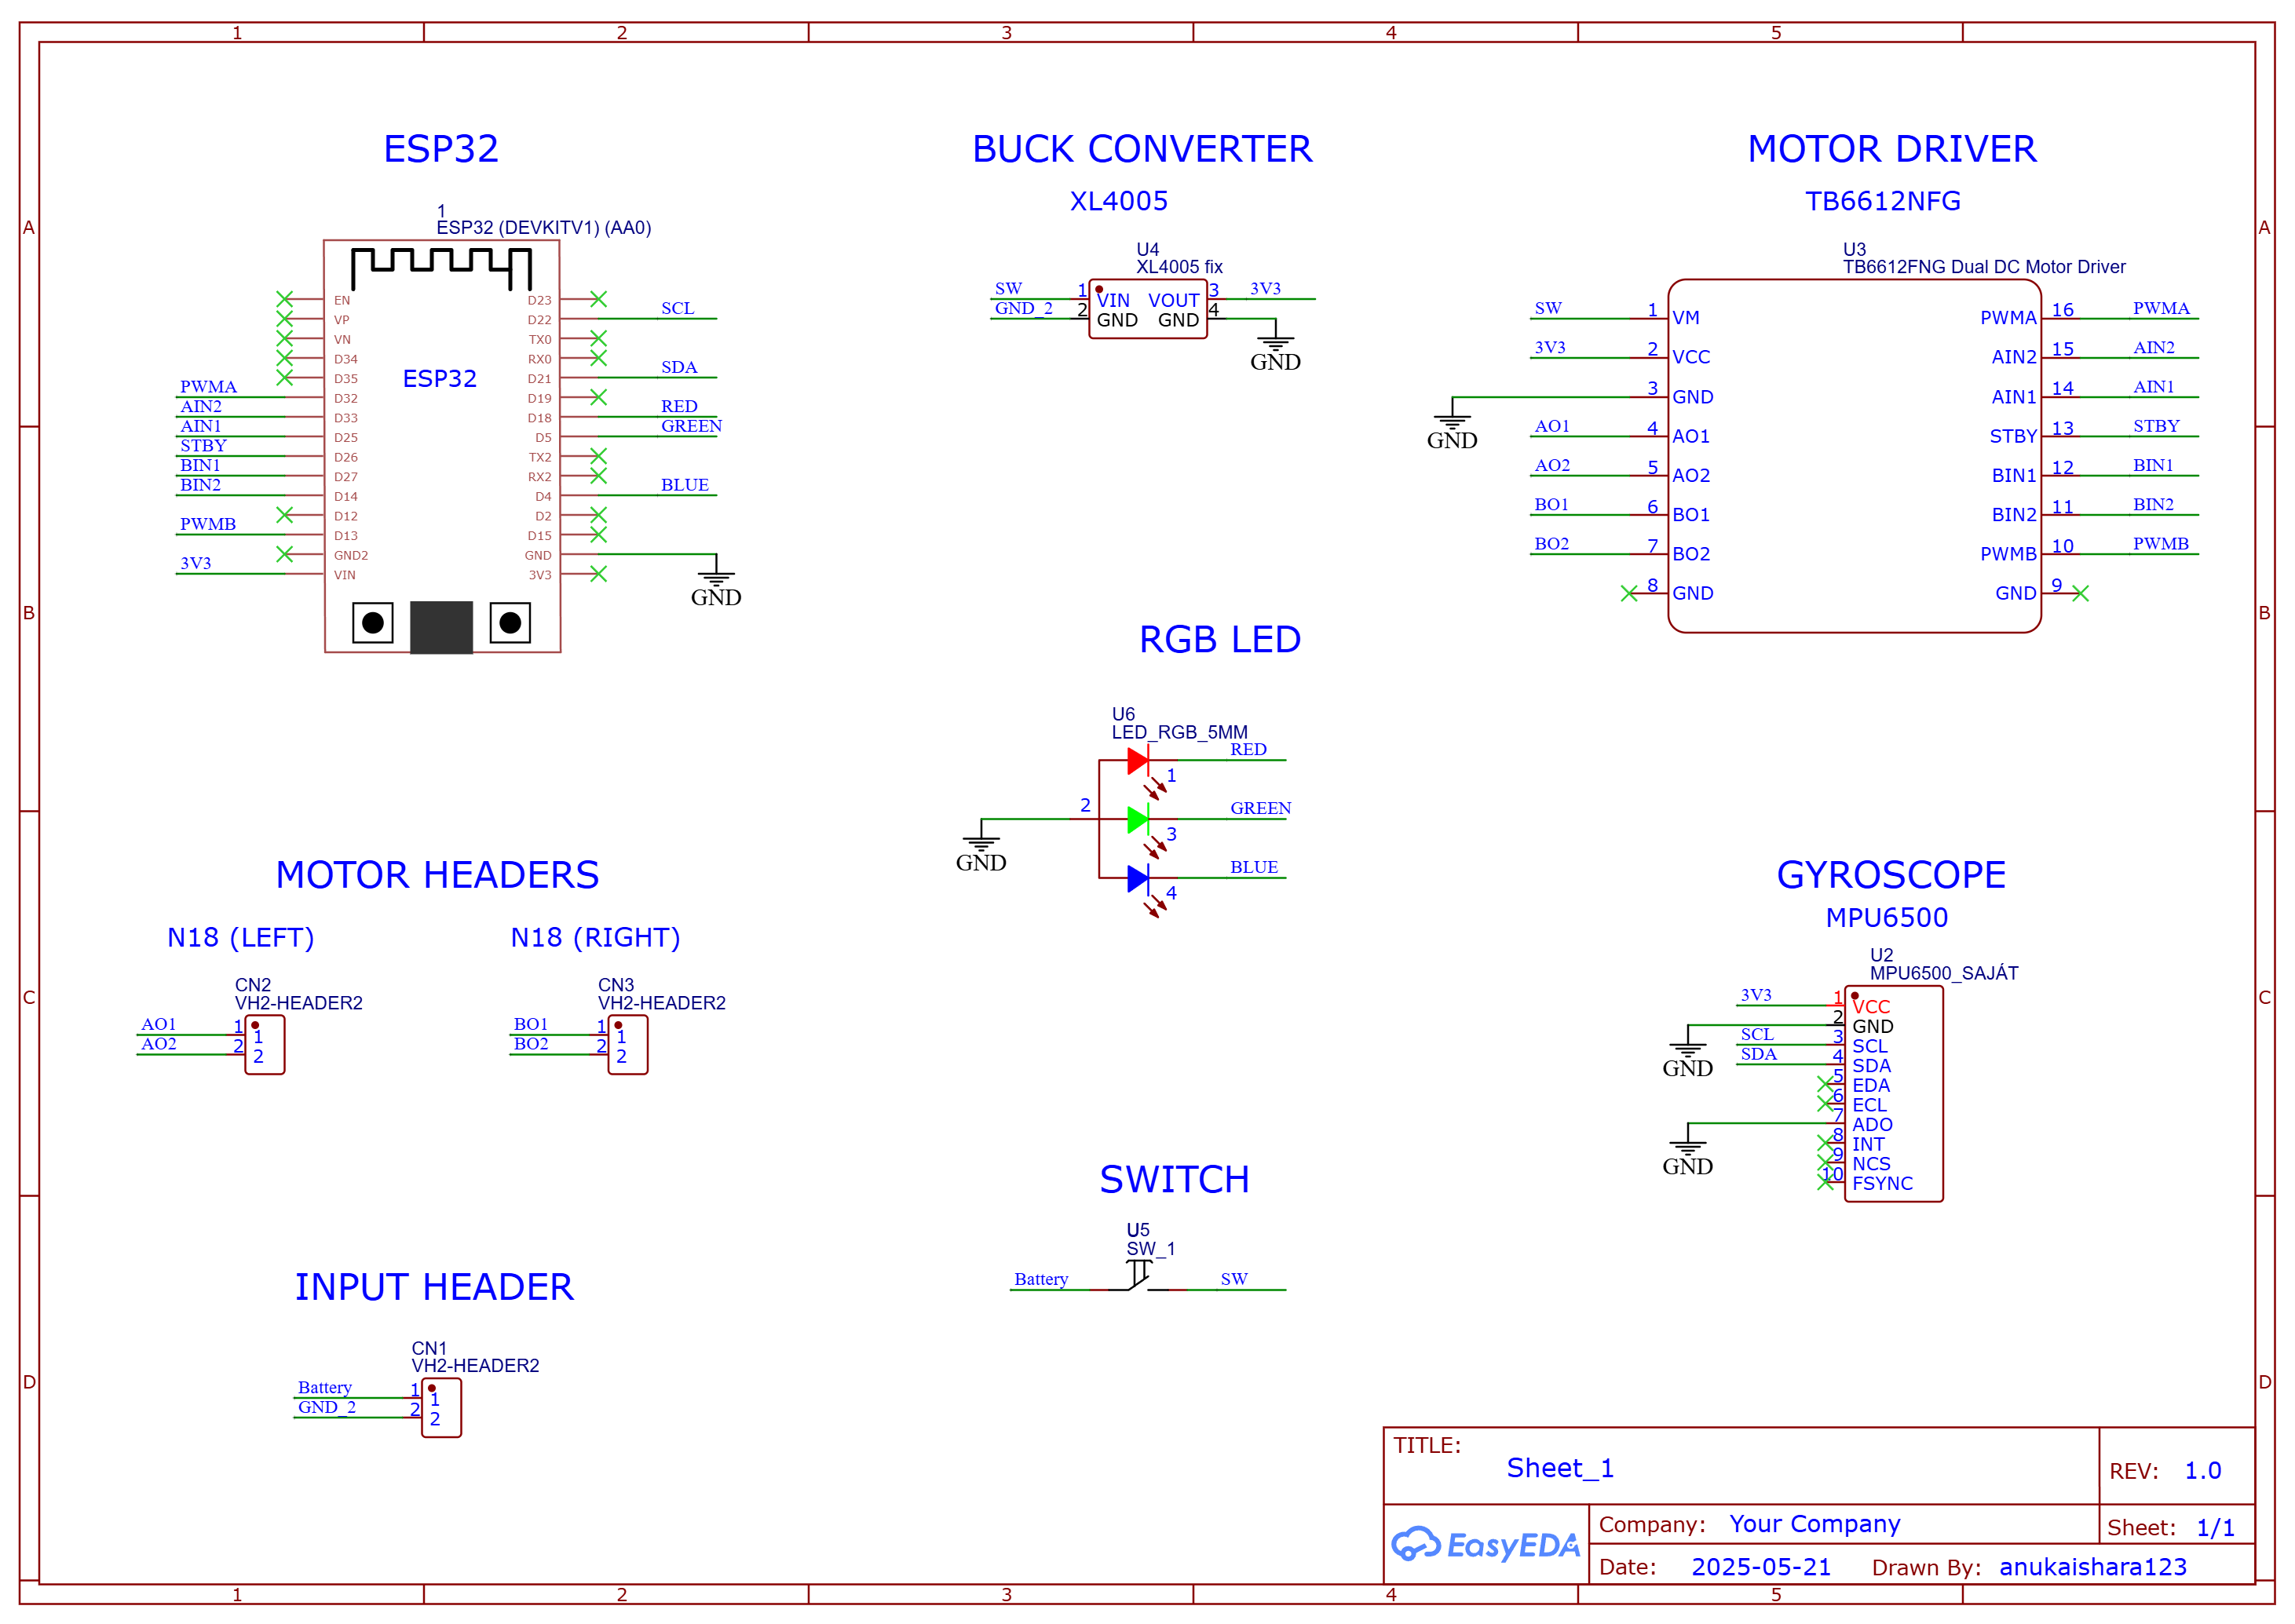 1 2 3 4 5
A
B
C
D
A
B
C
D
1 2 3 4 5
ESP32
1
ESP32 (DEVKITV1) (AA0)
ESP32
EN
VP
VN
D34
D35
PWMA D32
AIN2 D33
AIN1 D25
STBY D26
BIN1 D27
BIN2 D14
D12
PWMB D13
GND2
3V3 VIN
D23
D22 SCL
TX0
RX0
D21 SDA
D19
D18 RED
D5 GREEN
TX2
RX2
D4 BLUE
D2
D15
GND
3V3
GND
BUCK CONVERTER
XL4005
U4
XL4005 fix
SW 1 VIN VOUT 3 3V3
GND_2 2 GND GND 4
GND
MOTOR DRIVER
TB6612NFG
U3
TB6612FNG Dual DC Motor Driver
SW 1 VM PWMA 16 PWMA
3V3 2 VCC AIN2 15 AIN2
3 GND AIN1 14 AIN1
GND
AO1 4 AO1 STBY 13 STBY
AO2 5 AO2 BIN1 12 BIN1
BO1 6 BO1 BIN2 11 BIN2
BO2 7 BO2 PWMB 10 PWMB
8 GND GND 9
RGB LED
U6
LED_RGB_5MM
RED
1
2
GREEN
3
GND
BLUE
4
MOTOR HEADERS
N18 (LEFT)
CN2
VH2-HEADER2
AO1 1 1
AO2 2 2
N18 (RIGHT)
CN3
VH2-HEADER2
BO1 1 1
BO2 2 2
GYROSCOPE
MPU6500
U2
MPU6500_SAJÁT
3V3 1 VCC
2 GND
GND
SCL 3 SCL
SDA 4 SDA
5 EDA
6 ECL
7 ADO
GND
8 INT
9 NCS
10 FSYNC
SWITCH
U5
SW_1
Battery SW
INPUT HEADER
CN1
VH2-HEADER2
Battery 1 1
GND_2 2 2
TITLE:
Sheet_1
REV: 1.0
EasyEDA
Company: Your Company
Sheet: 1/1
Date: 2025-05-21 Drawn By: anukaishara123